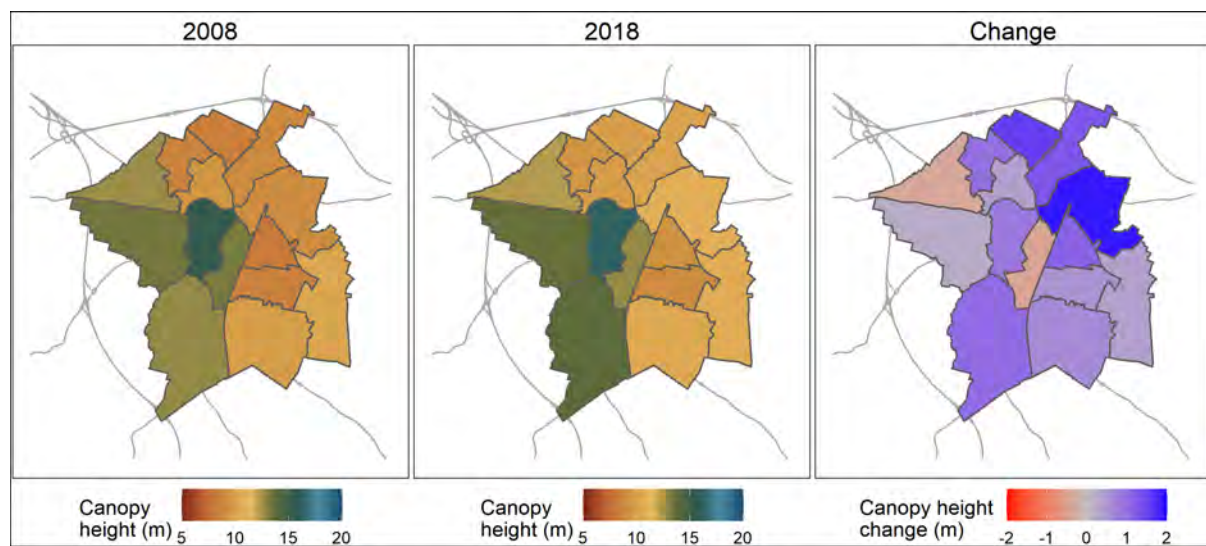 2008
2018
Change
Canopy
height (m)
5 10 15 20
Canopy
height (m)
5 10 15 20
Canopy height
change (m)
-2 -1 0 1 2